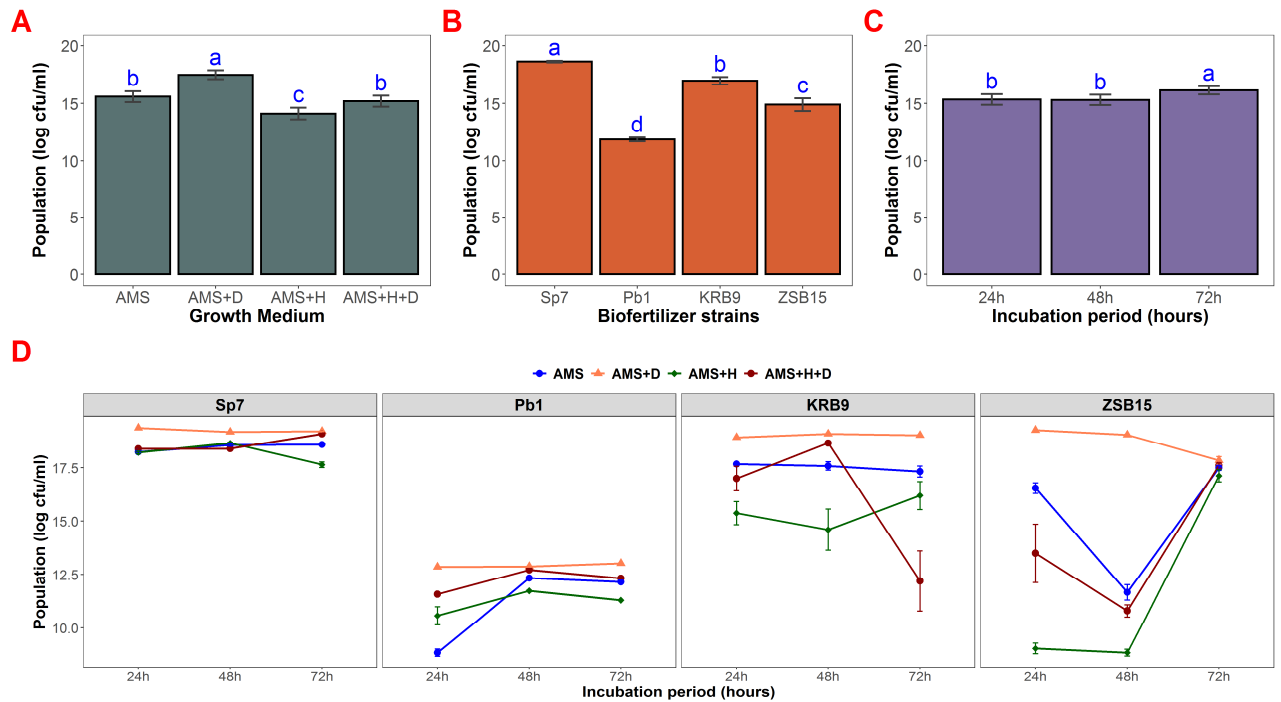 A
B
C
Population (log cfu/ml)
20
15
10
5
0
b
a
c
b
AMS
AMS+D
AMS+H
AMS+H+D
Growth Medium
Population (log cfu/ml)
20
15
10
5
0
a
d
b
c
Sp7
Pb1
KRB9
ZSB15
Biofertilizer strains
Population (log cfu/ml)
20
15
10
5
0
b
b
a
24h
48h
72h
Incubation period (hours)
D
AMS AMS+D AMS+H AMS+H+D
Sp7
Pb1
KRB9
ZSB15
Population (log cfu/ml)
17.5
15.0
12.5
10.0
24h 48h 72h
24h 48h 72h
24h 48h 72h
24h 48h 72h
Incubation period (hours)